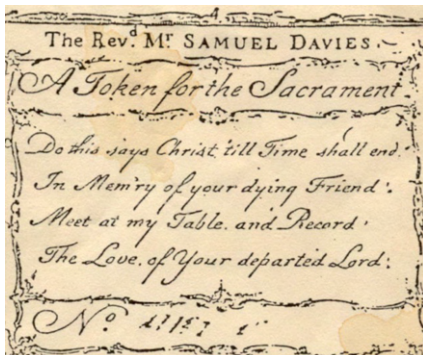 The Revd. Mr SAMUEL DAVIES
A Token for the Sacrament
Do this says Christ 'till Time shall end.
In Mem'ry of your dying Friend.
Meet at my Table, and Record
The Love, of Your departed Lord:
No.